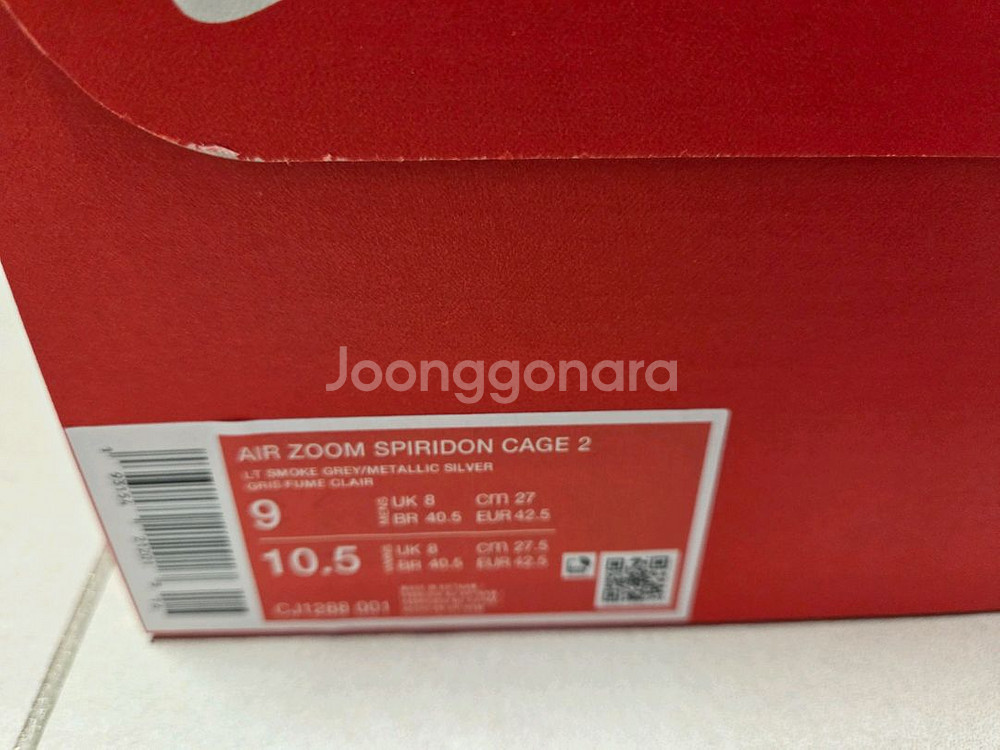 Joonggonara
AIR ZOOM SPIRIDON CAGE 2
LT SMOKE GREY/METALLIC SILVER
GRIS FUME CLAIR
9 MENS UK 8 cm 27
BR 40.5 EUR 42.5
10.5 UK 8 cm 27.5
BR 40.5 EUR 42.5
CJ1288 001